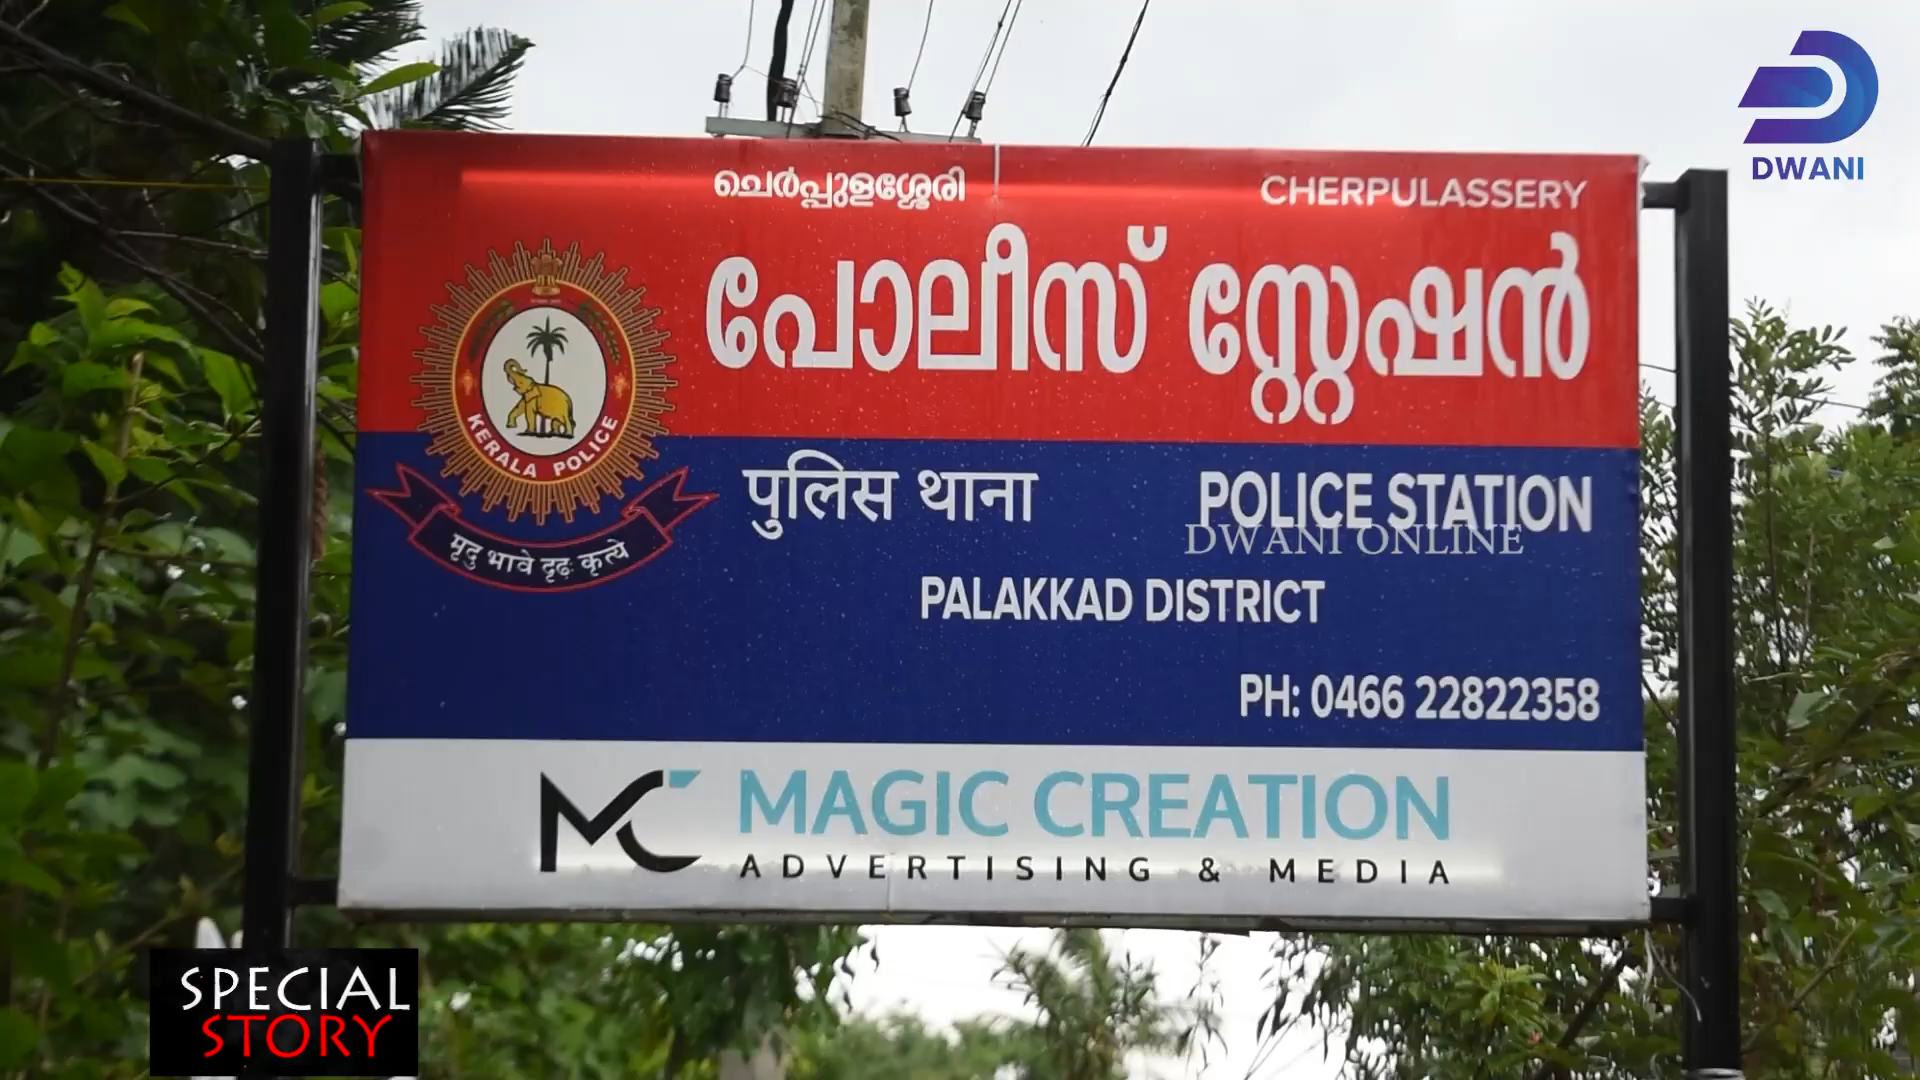 DWANI
ചെർപ്പുളശ്ശേരി CHERPULASSERY
പോലീസ് സ്റ്റേഷൻ
KERALA POLICE
मृदु भावे दृढ़ कृत्ये
पुलिस थाना POLICE STATION
DWANI ONLINE
PALAKKAD DISTRICT
PH: 0466 22822358
MC MAGIC CREATION
ADVERTISING & MEDIA
SPECIAL
STORY